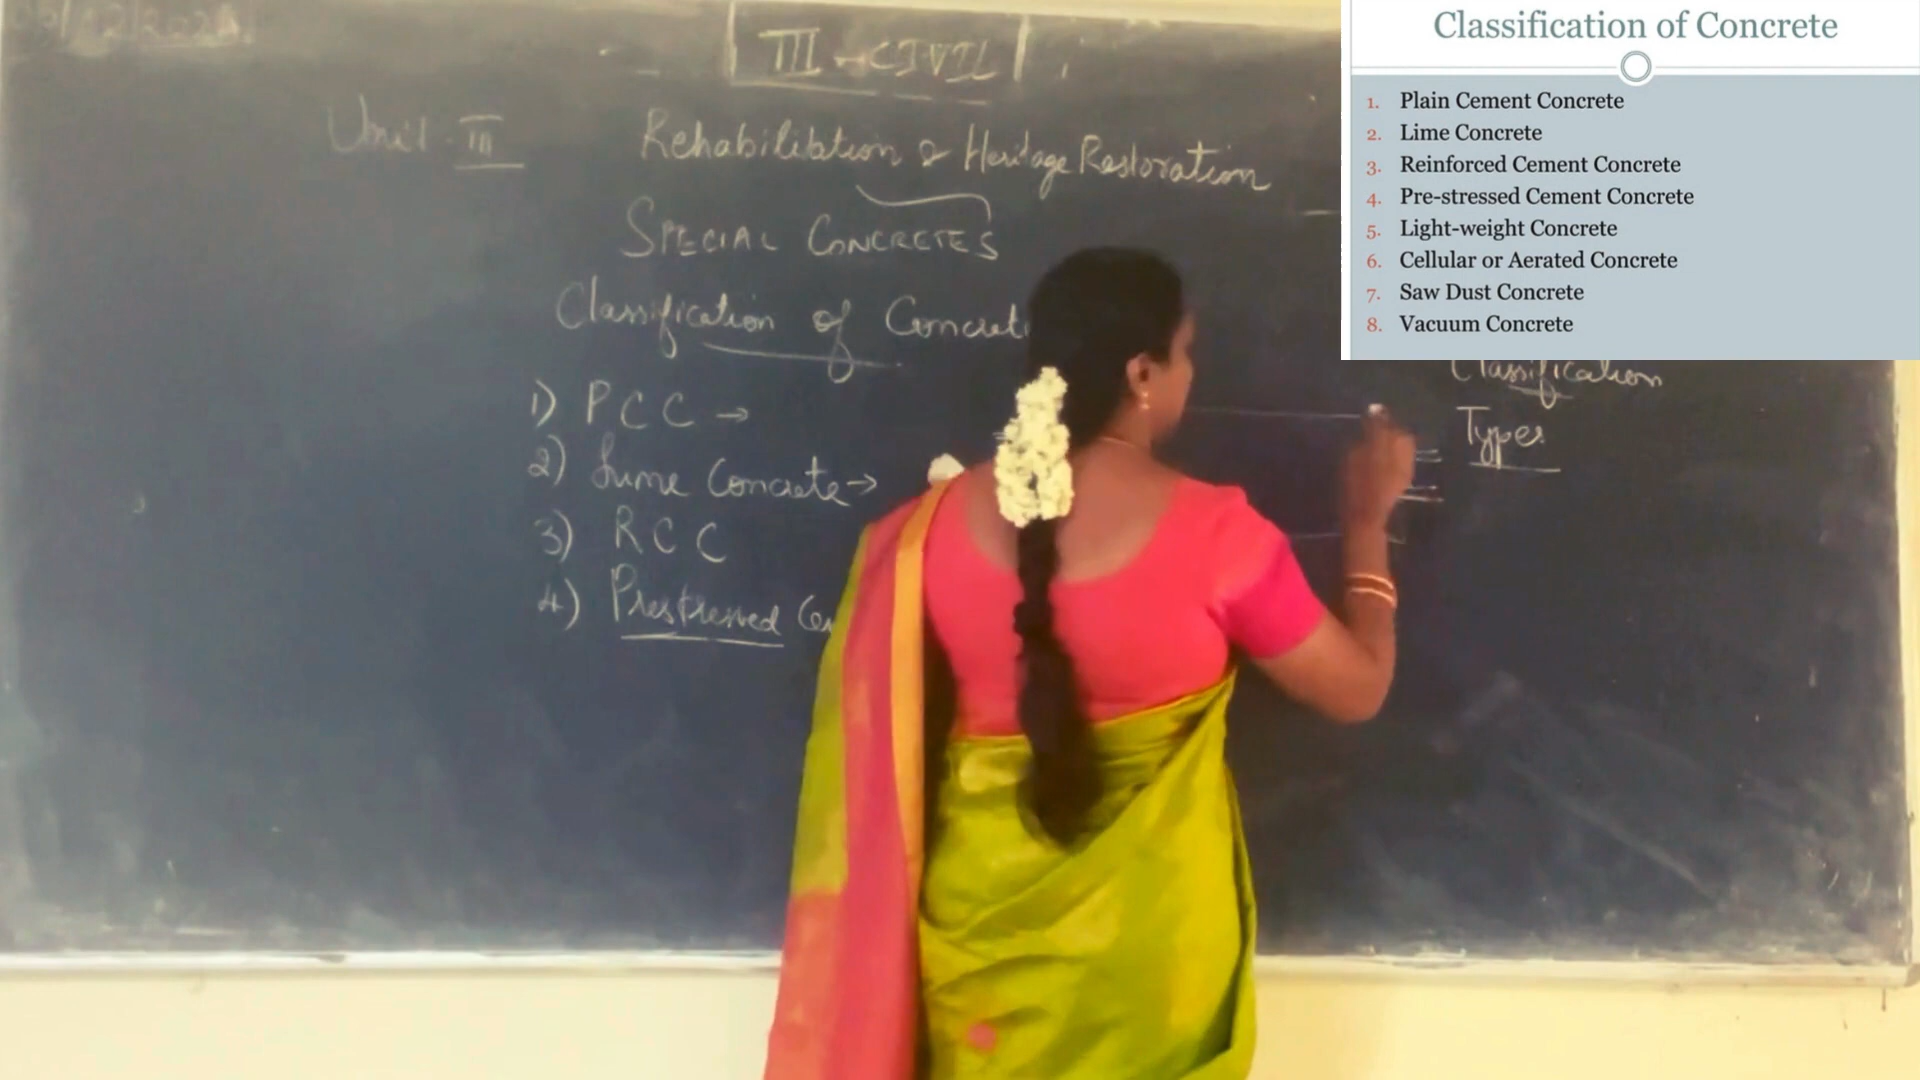 III - CIVIL
Unit - III
Rehabilitation & Heritage Restoration
SPECIAL CONCRETES
Classification of Concret
1) PCC →
2) Lime Concrete →
3) RCC
4) Prestressed
Classification
Types
Classification of Concrete
1. Plain Cement Concrete
2. Lime Concrete
3. Reinforced Cement Concrete
4. Pre-stressed Cement Concrete
5. Light-weight Concrete
6. Cellular or Aerated Concrete
7. Saw Dust Concrete
8. Vacuum Concrete